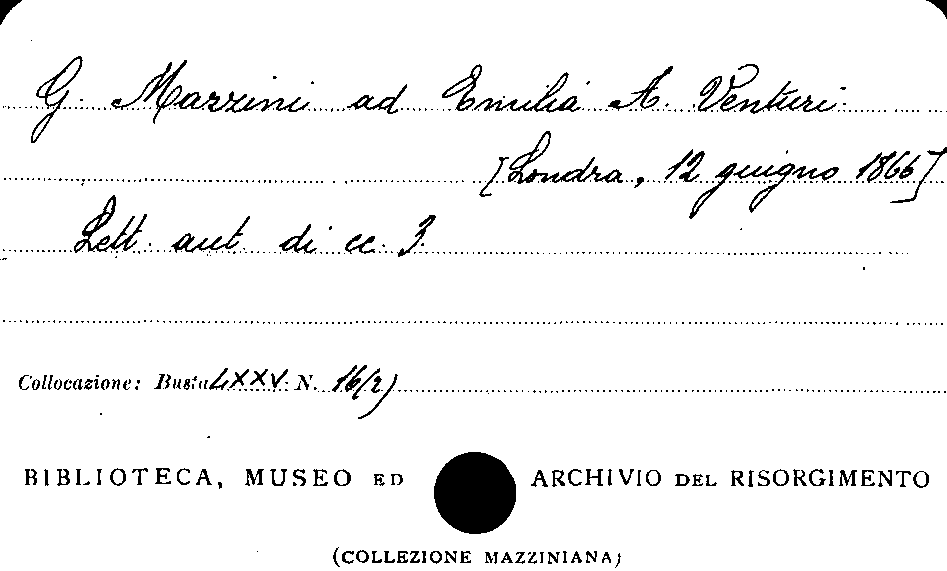 G. Mazzini ad Emilia A. Venturi.
[Londra, 12 giugno 1866]
Lett. aut. di cc. 3.
Collocazione: Busta LXXV. N. 16(2)
BIBLIOTECA, MUSEO ED ARCHIVIO DEL RISORGIMENTO
(COLLEZIONE MAZZINIANA)